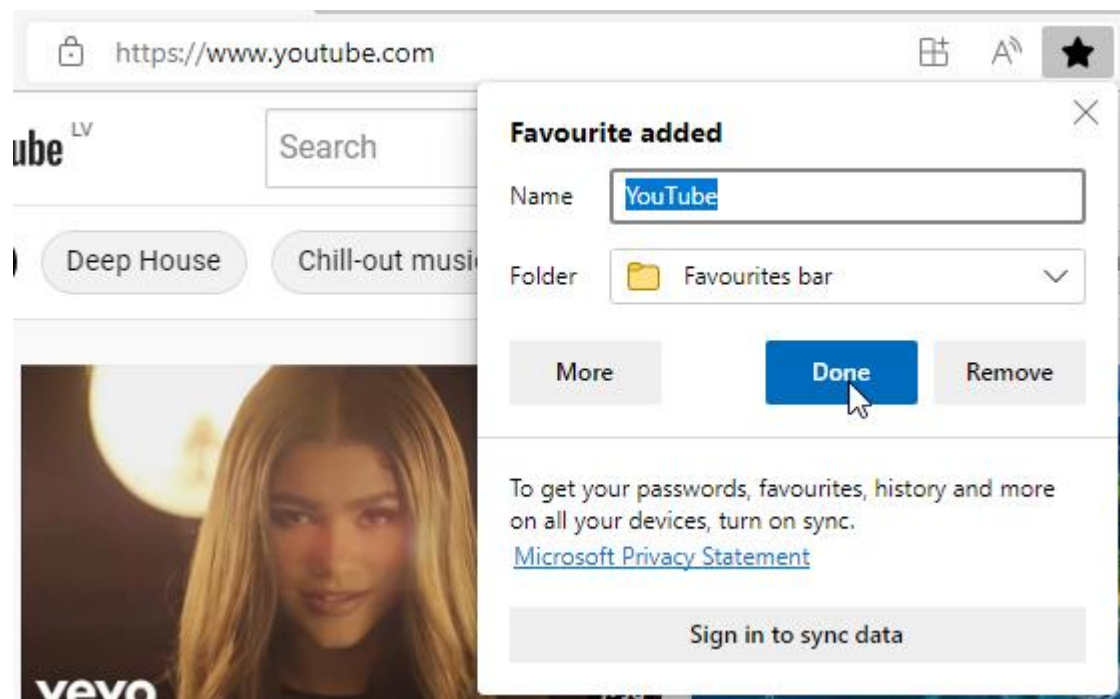 https://www.youtube.com
ube LV
Search
Deep House
Chill-out musi
vevo
Favourite added
Name YouTube
Folder Favourites bar
More Done Remove
To get your passwords, favourites, history and more
on all your devices, turn on sync.
Microsoft Privacy Statement
Sign in to sync data